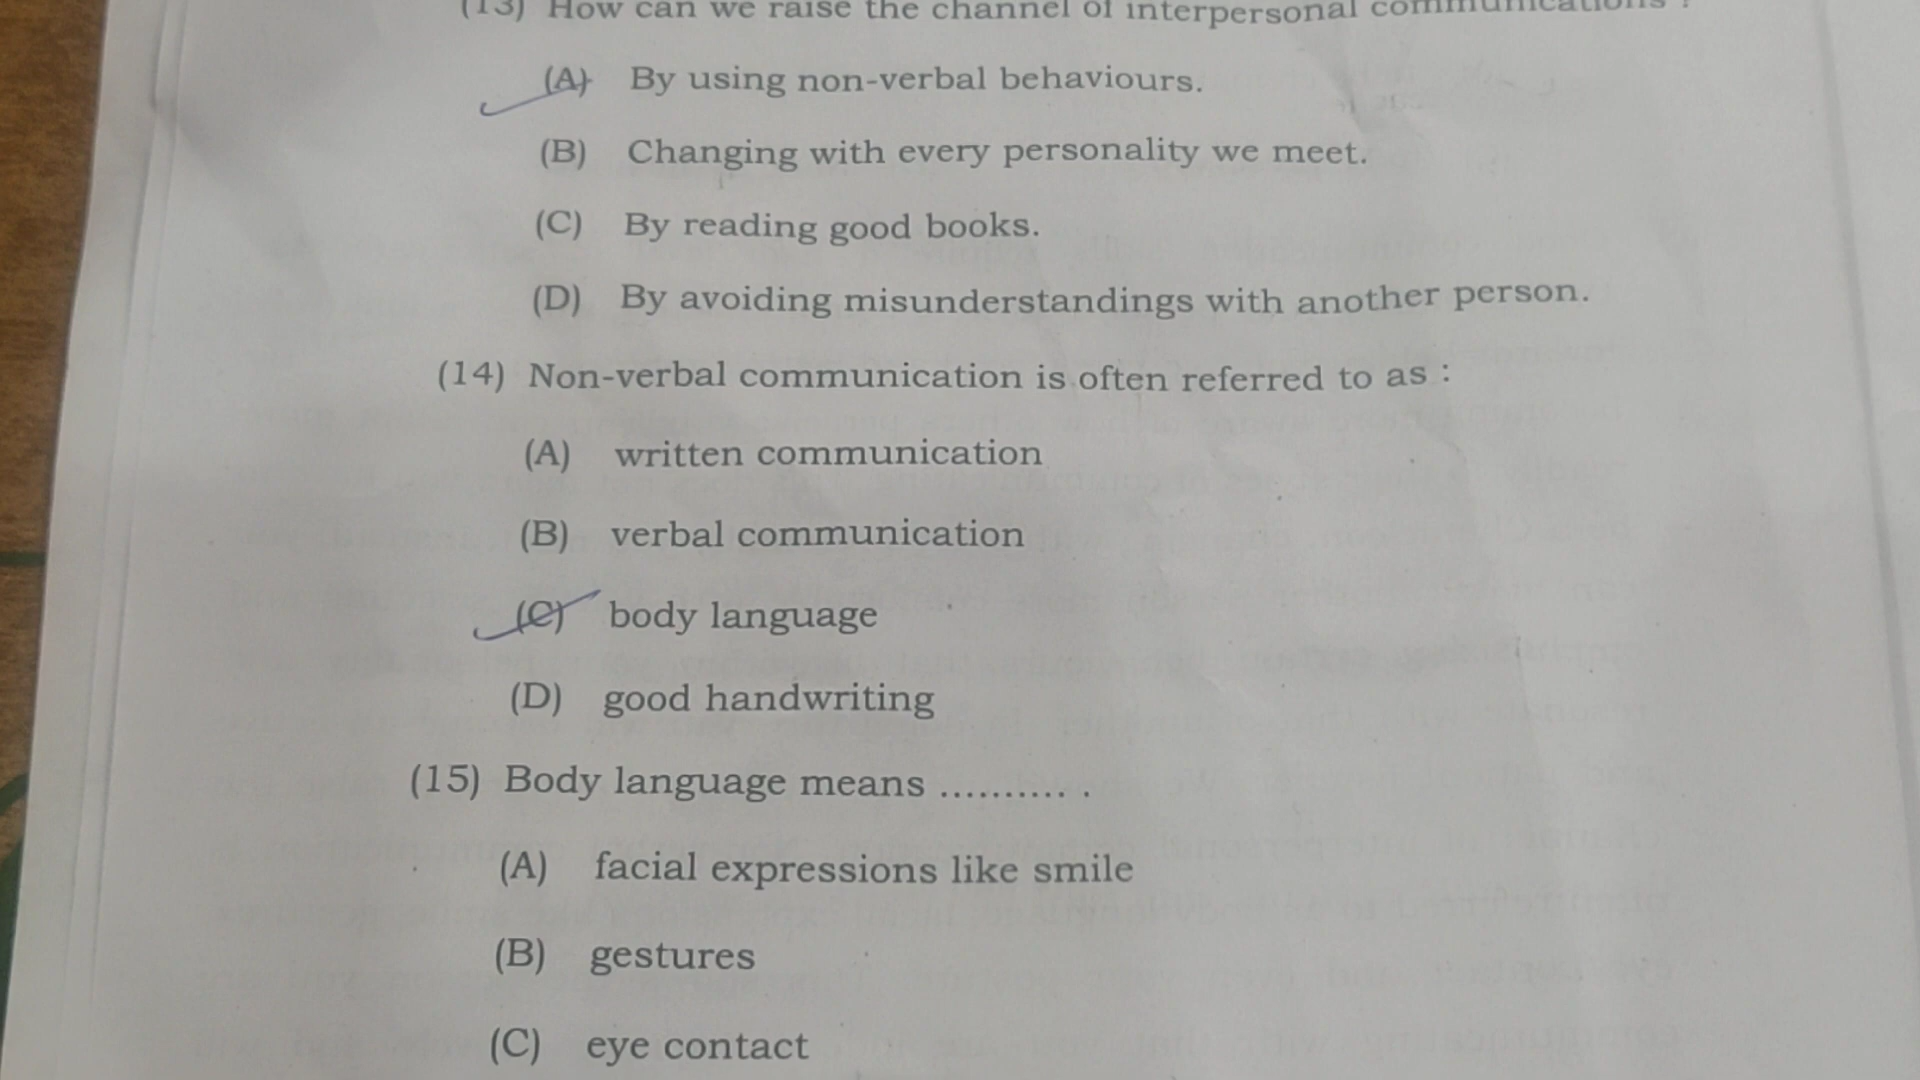 (13) How can we raise the channel of interpersonal communications ?
(A) By using non-verbal behaviours.
(B) Changing with every personality we meet.
(C) By reading good books.
(D) By avoiding misunderstandings with another person.
(14) Non-verbal communication is often referred to as :
(A) written communication
(B) verbal communication
(C) body language
(D) good handwriting
(15) Body language means .......... .
(A) facial expressions like smile
(B) gestures
(C) eye contact